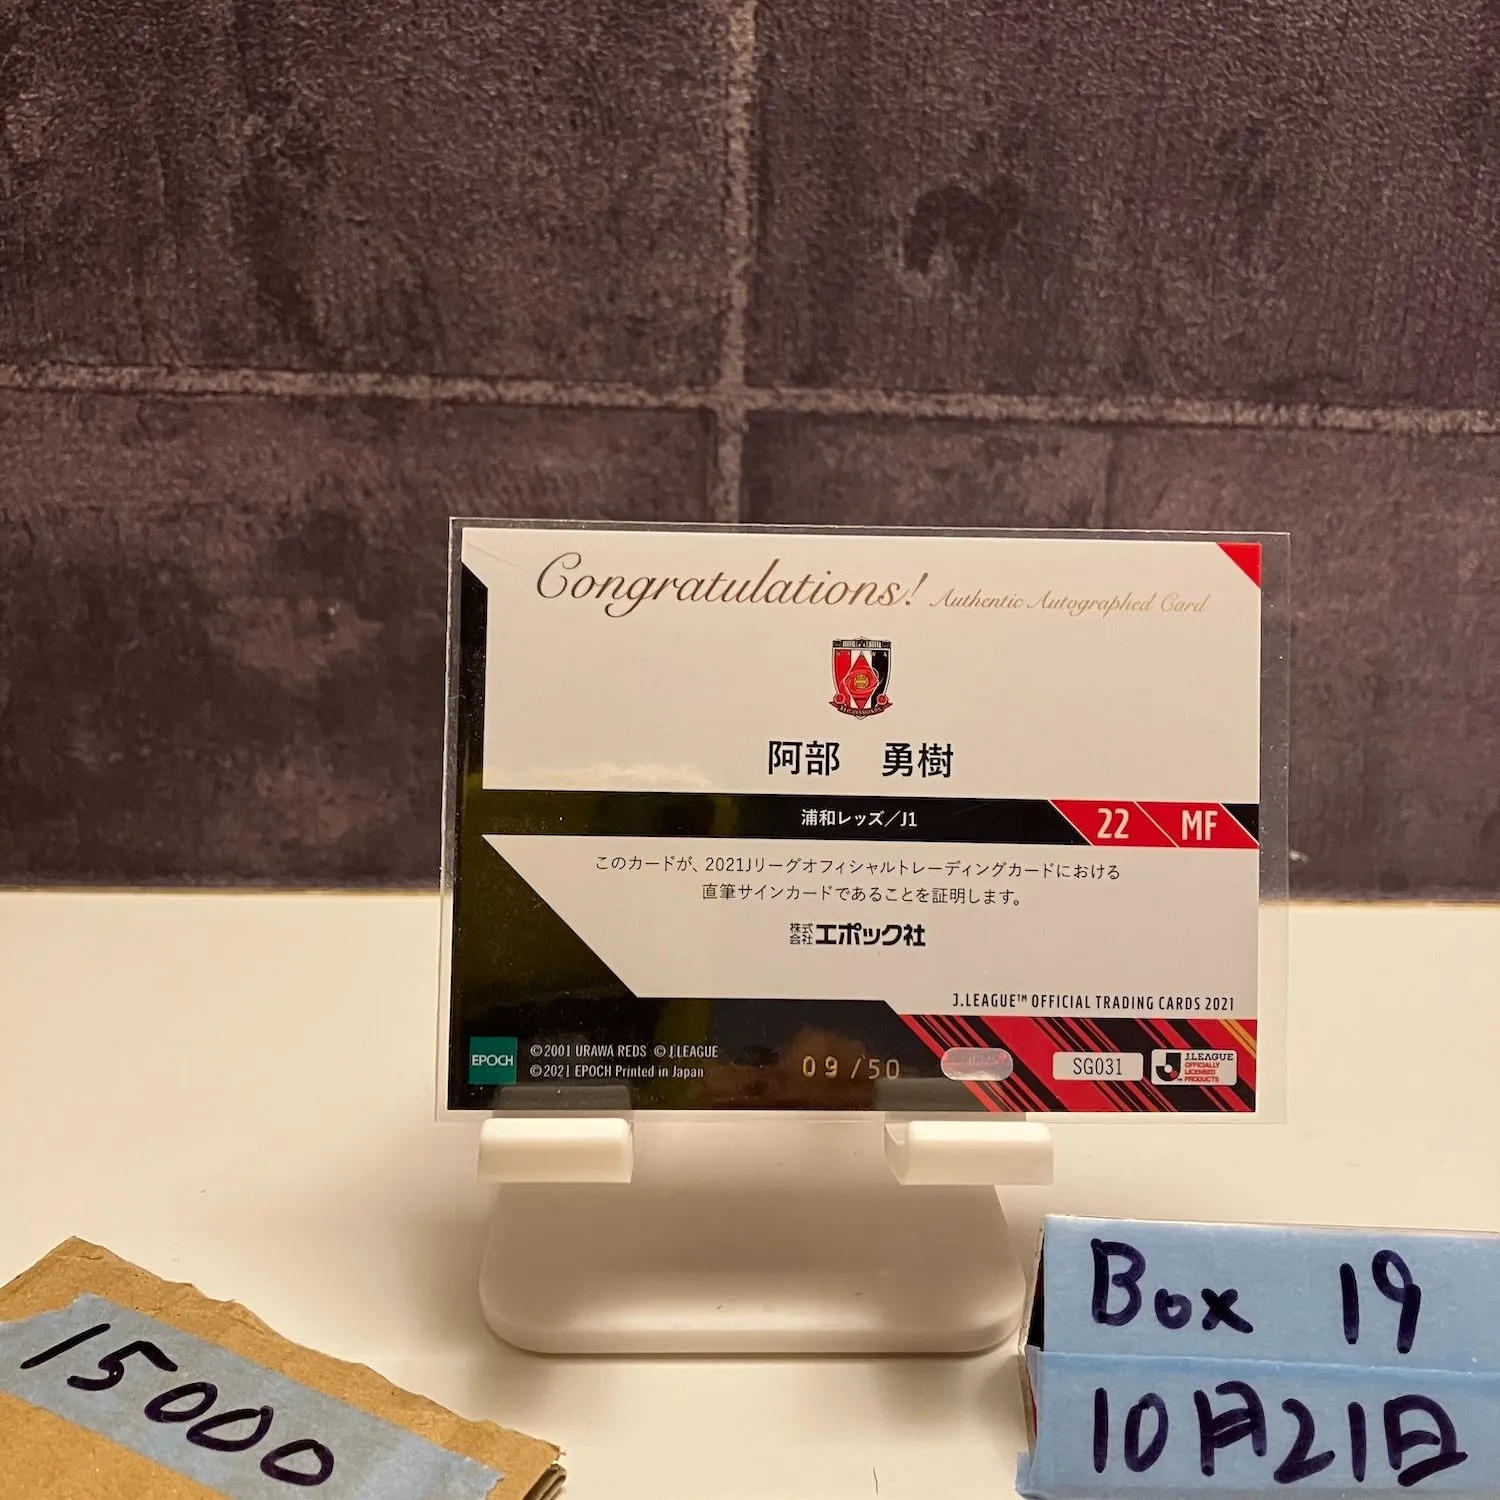 Congratulations! Authentic Autographed Card
阿部 勇樹
浦和レッズ/J1
22 MF
このカードが、2021Jリーグオフィシャルトレーディングカードにおける
直筆サインカードであることを証明します。
株式会社エポック社
J.LEAGUE™ OFFICIAL TRADING CARDS 2021
EPOCH
©2001 URAWA REDS © J.LEAGUE
©2021 EPOCH Printed in Japan
09/50
SG031
J.LEAGUE
OFFICIALLY
LICENSED
PRODUCTS
15000
Box 19
10月21日